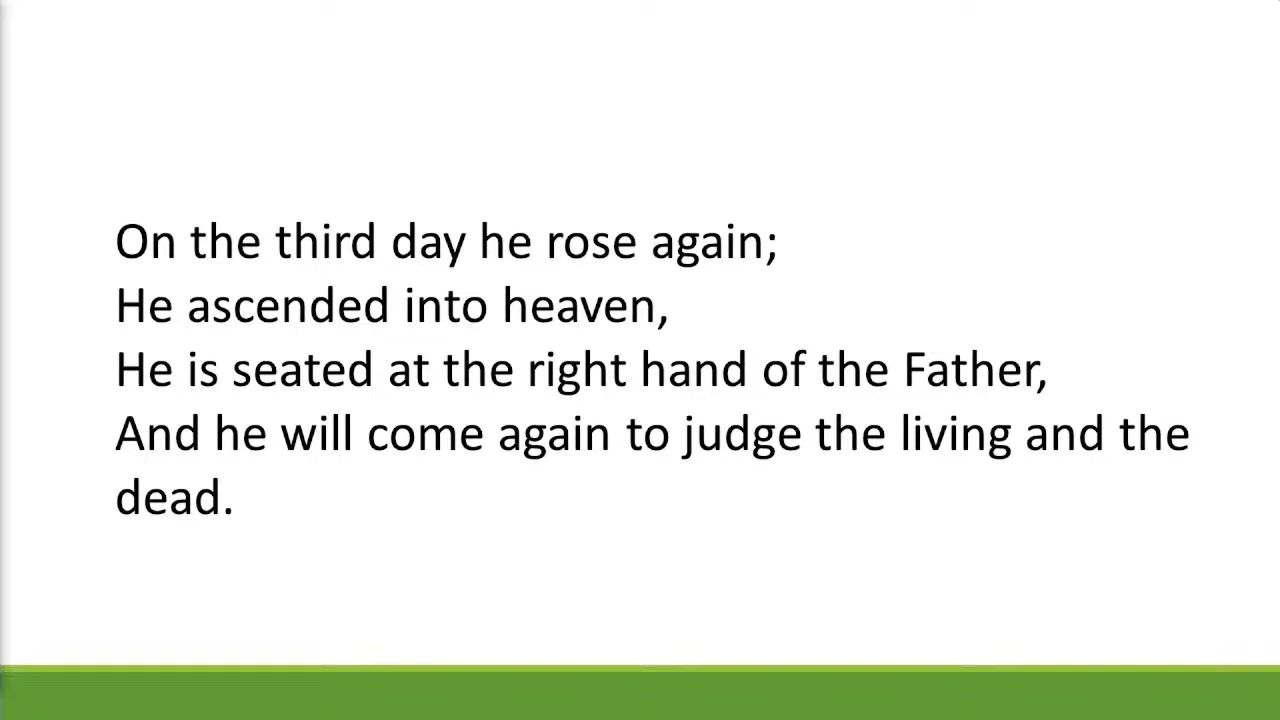 On the third day he rose again;
He ascended into heaven,
He is seated at the right hand of the Father,
And he will come again to judge the living and the
dead.